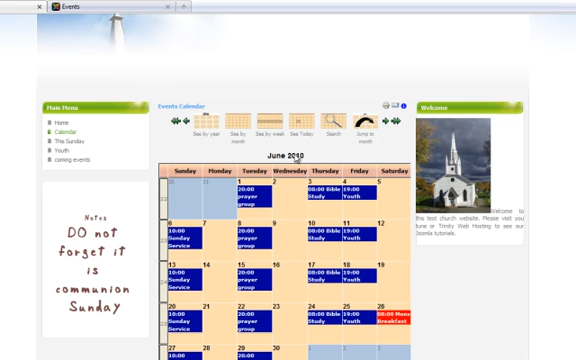 Events
Main Menu
Home
Calendar
This Sunday
Youth
coming events
Notes
DO not
forget it
is
communion
Sunday
Events Calendar
See by year
See by month
See by week
See Today
Search
Jump to month
June 2010
Sunday Monday Tuesday Wednesday Thursday Friday Saturday
30 31 1 2 3 4 5
20:00 prayer group
08:00 Bible Study
19:00 Youth
6 7 8 9 10 11 12
10:00 Sunday Service
20:00 prayer group
08:00 Bible Study
19:00 Youth
13 14 15 16 17 18 19
10:00 Sunday Service
20:00 prayer group
08:00 Bible Study
19:00 Youth
20 21 22 23 24 25 26
10:00 Sunday Service
20:00 prayer group
08:00 Bible Study
19:00 Youth
08:00 Mens Breakfast
27 28 29 30 1 2 3
10:00
20:00
Welcome
Welcome to
this test church website. Please visit you
tune or Trinity Web Hosting to see our
Joomla tutorials.